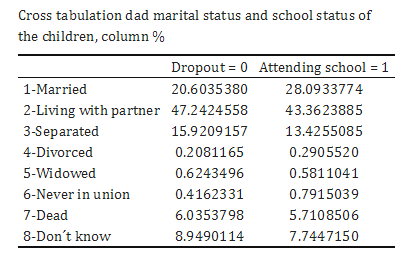 Cross tabulation dad marital status and school status of
the children, column %
Dropout = 0 Attending school = 1
1-Married 20.6035380 28.0933774
2-Living with partner 47.2424558 43.3623885
3-Separated 15.9209157 13.4255085
4-Divorced 0.2081165 0.2905520
5-Widowed 0.6243496 0.5811041
6-Never in union 0.4162331 0.7915039
7-Dead 6.0353798 5.7108506
8-Don´t know 8.9490114 7.7447150